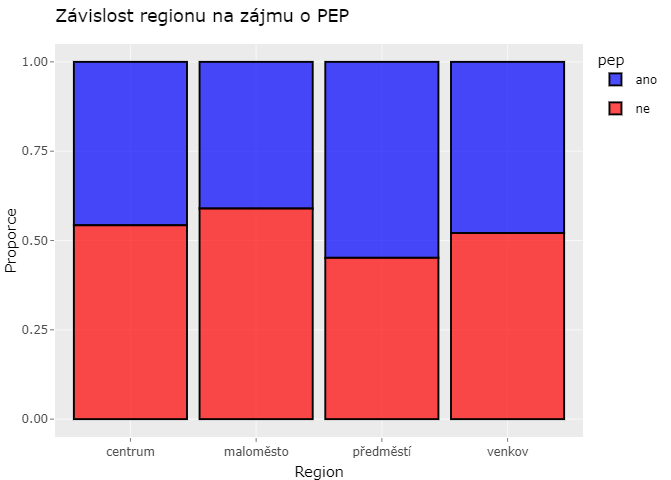 Závislost regionu na zájmu o PEP
pep
ano
ne
1.00
0.75
0.50
0.25
0.00
Proporce
centrum
maloměsto
předměstí
venkov
Region